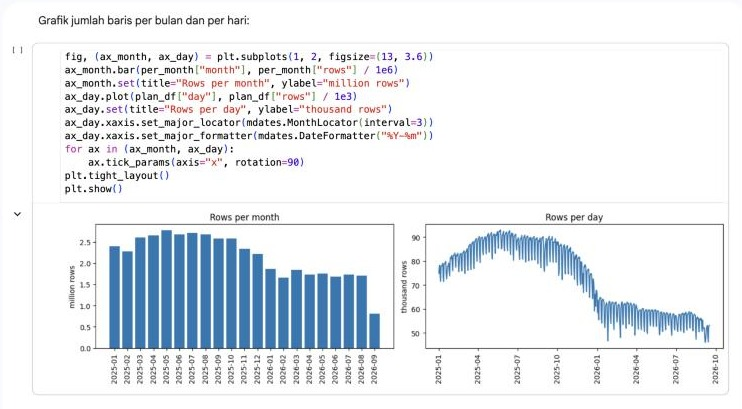 Grafik jumlah baris per bulan dan per hari:
[ ]
fig, (ax_month, ax_day) = plt.subplots(1, 2, figsize=(13, 3.6))
ax_month.bar(per_month["month"], per_month["rows"] / 1e6)
ax_month.set(title="Rows per month", ylabel="million rows")
ax_day.plot(plan_df["day"], plan_df["rows"] / 1e3)
ax_day.set(title="Rows per day", ylabel="thousand rows")
ax_day.xaxis.set_major_locator(mdates.MonthLocator(interval=3))
ax_day.xaxis.set_major_formatter(mdates.DateFormatter("%Y-%m"))
for ax in (ax_month, ax_day):
    ax.tick_params(axis="x", rotation=90)
plt.tight_layout()
plt.show()
Rows per month
million rows
2.5
2.0
1.5
1.0
0.5
0.0
2025-01
2025-02
2025-03
2025-04
2025-05
2025-06
2025-07
2025-08
2025-09
2025-10
2025-11
2025-12
2026-01
2026-02
2026-03
2026-04
2026-05
2026-06
2026-07
2026-08
2026-09
Rows per day
thousand rows
90
80
70
60
50
2025-01
2025-04
2025-07
2025-10
2026-01
2026-04
2026-07
2026-10